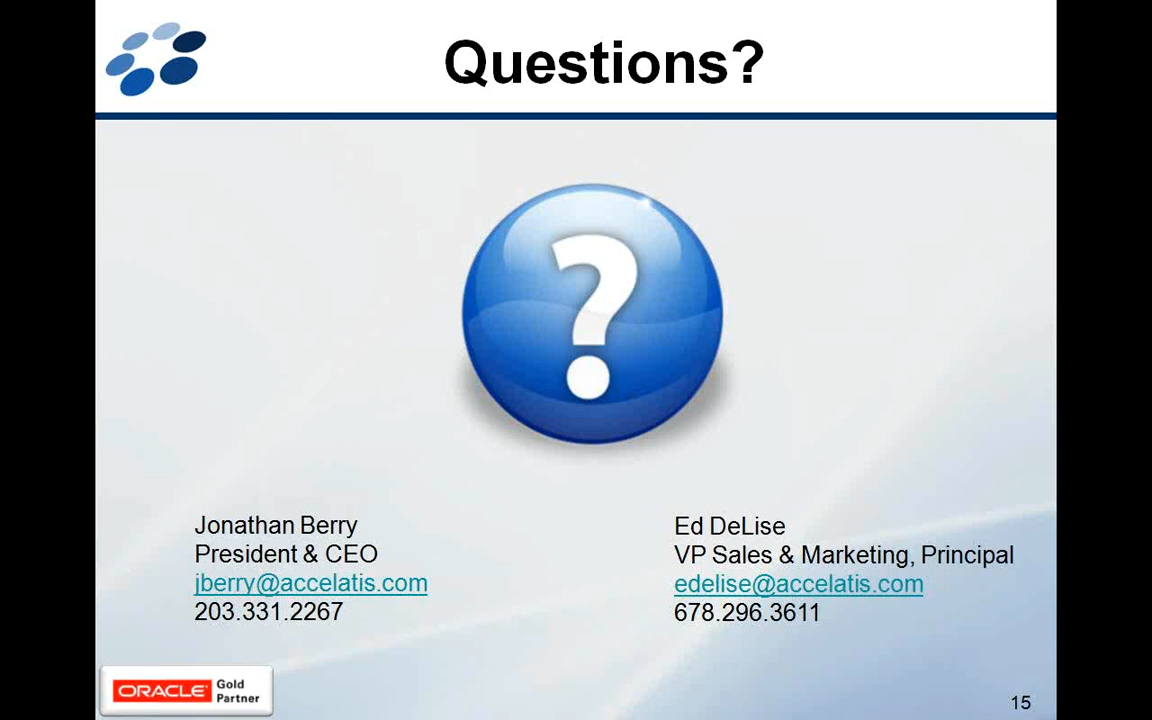 Questions?
?
Jonathan Berry
President & CEO
jberry@accelatis.com
203.331.2267
Ed DeLise
VP Sales & Marketing, Principal
edelise@accelatis.com
678.296.3611
ORACLE Gold
Partner
15